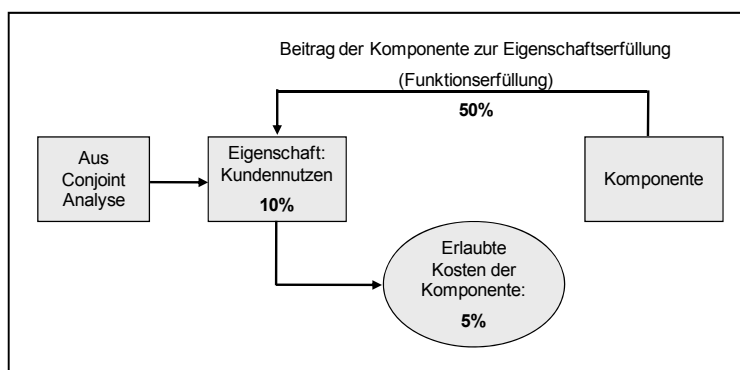 Beitrag der Komponente zur Eigenschaftserfüllung
(Funktionserfüllung)
50%
Aus
Conjoint
Analyse
Eigenschaft:
Kundennutzen
10%
Komponente
Erlaubte
Kosten der
Komponente:
5%